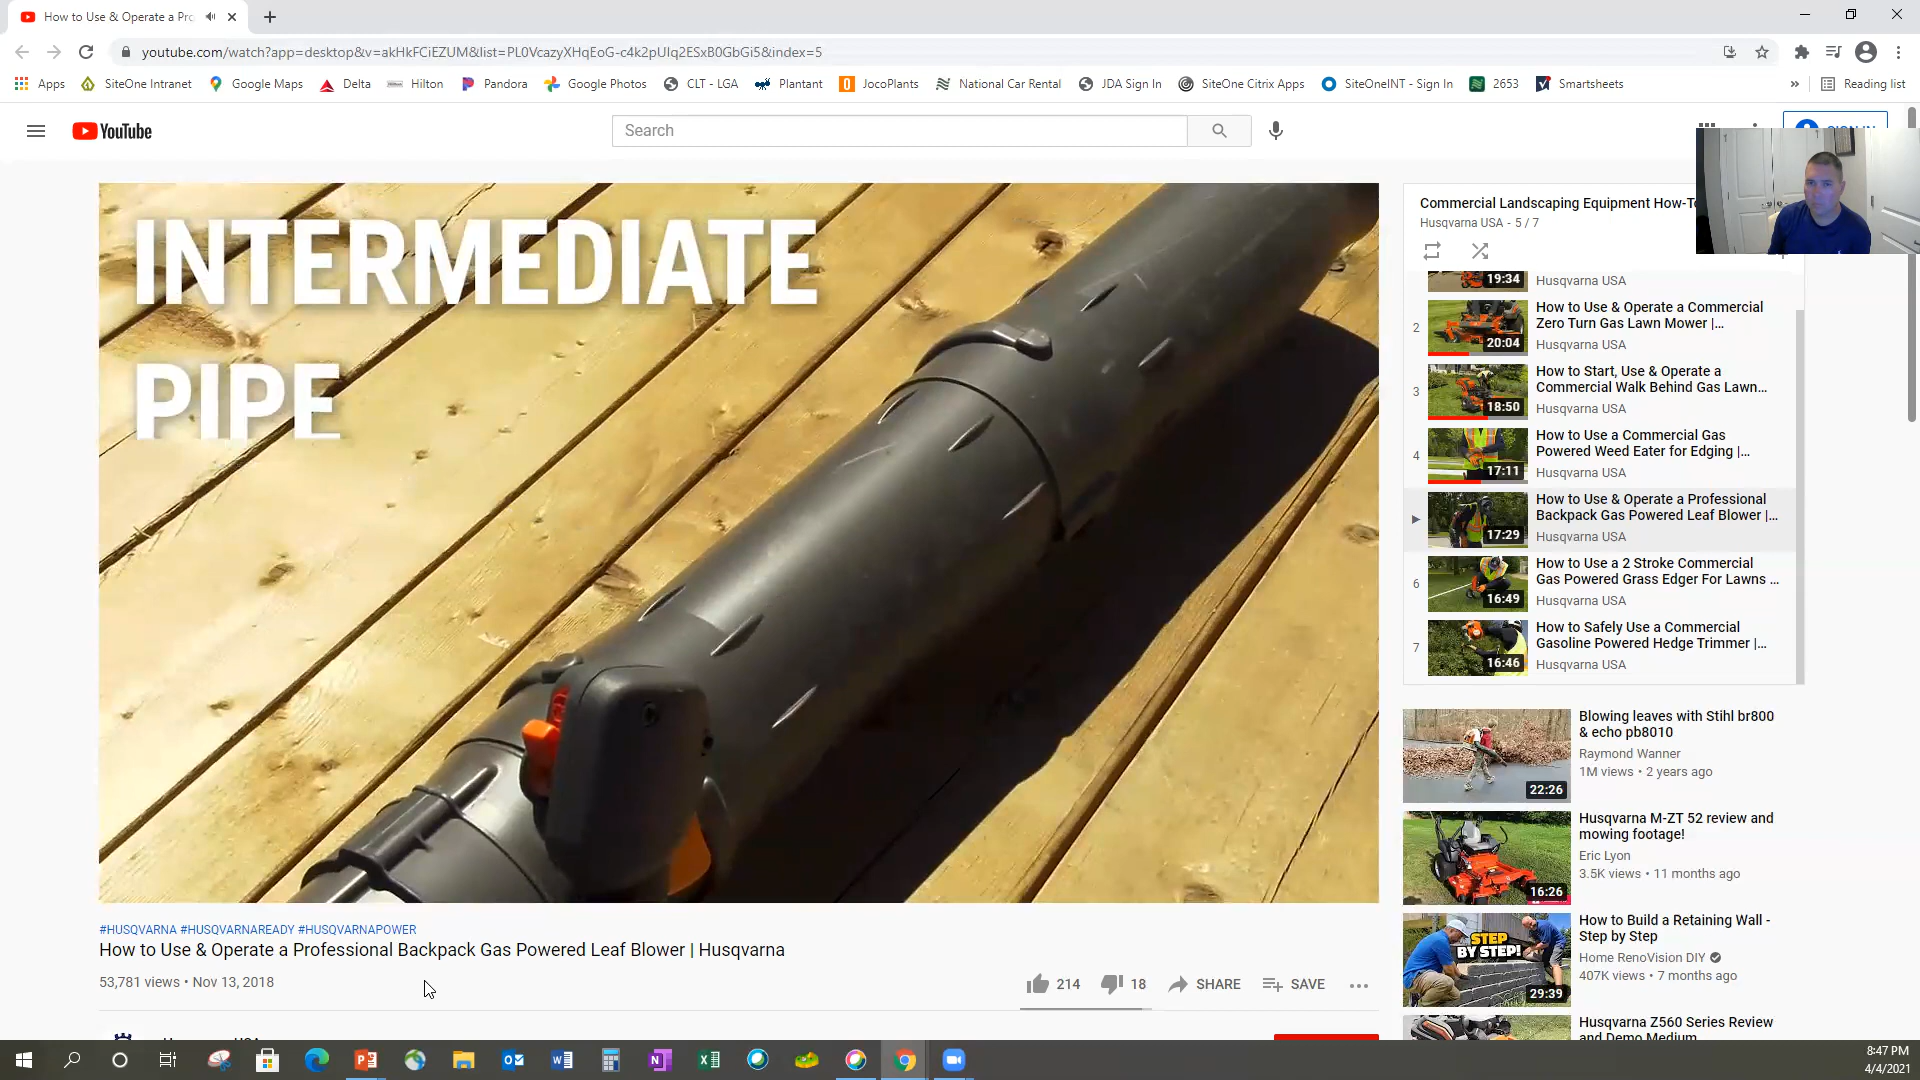 How to Use & Operate a Pro
youtube.com/watch?app=desktop&v=akHkFCiEZUM&list=PL0VcazyXHqEoG-c4k2pUlq2ESxB0GbGi5&index=5
Apps SiteOne Intranet Google Maps Delta Hilton Pandora Google Photos CLT - LGA Plantant JocoPlants National Car Rental JDA Sign In SiteOne Citrix Apps SiteOneINT - Sign In 2653 Smartsheets » Reading list
YouTube
Search
INTERMEDIATE
PIPE
Commercial Landscaping Equipment How-To
Husqvarna USA - 5 / 7
19:34
Husqvarna USA
2
How to Use & Operate a Commercial
Zero Turn Gas Lawn Mower |...
20:04
Husqvarna USA
3
How to Start, Use & Operate a
Commercial Walk Behind Gas Lawn...
18:50
Husqvarna USA
4
How to Use a Commercial Gas
Powered Weed Eater for Edging |...
17:11
Husqvarna USA
How to Use & Operate a Professional
Backpack Gas Powered Leaf Blower |...
17:29
Husqvarna USA
6
How to Use a 2 Stroke Commercial
Gas Powered Grass Edger For Lawns ...
16:49
Husqvarna USA
7
How to Safely Use a Commercial
Gasoline Powered Hedge Trimmer |...
16:46
Husqvarna USA
Blowing leaves with Stihl br800
& echo pb8010
Raymond Wanner
1M views • 2 years ago
22:26
Husqvarna M-ZT 52 review and
mowing footage!
Eric Lyon
3.5K views • 11 months ago
16:26
How to Build a Retaining Wall -
Step by Step
STEP
BY STEP!
Home RenoVision DIY
407K views • 7 months ago
29:39
Husqvarna Z560 Series Review
and Demo Medium
#HUSQVARNA #HUSQVARNAREADY #HUSQVARNAPOWER
How to Use & Operate a Professional Backpack Gas Powered Leaf Blower | Husqvarna
53,781 views • Nov 13, 2018
214 18 SHARE SAVE ...
8:47 PM
4/4/2021